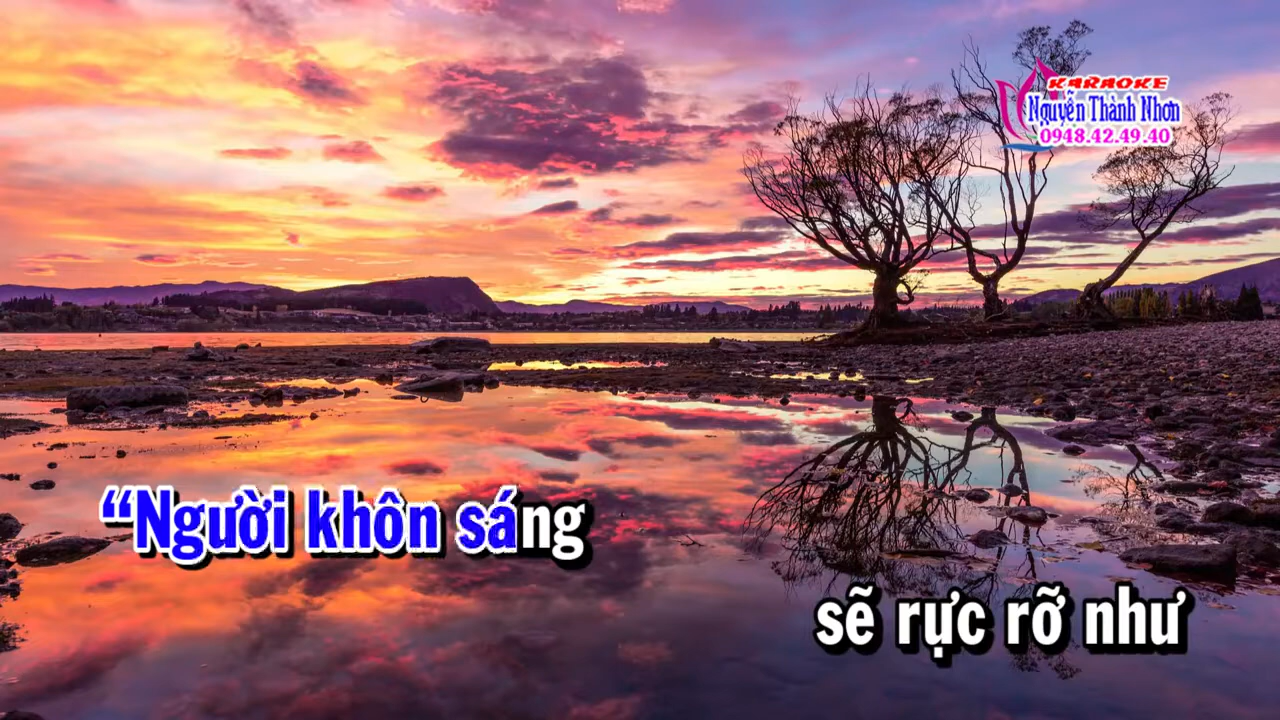 KARAOKE
Nguyễn Thành Nhơn
0948.42.49.40
“Người khôn sáng
sẽ rực rỡ như